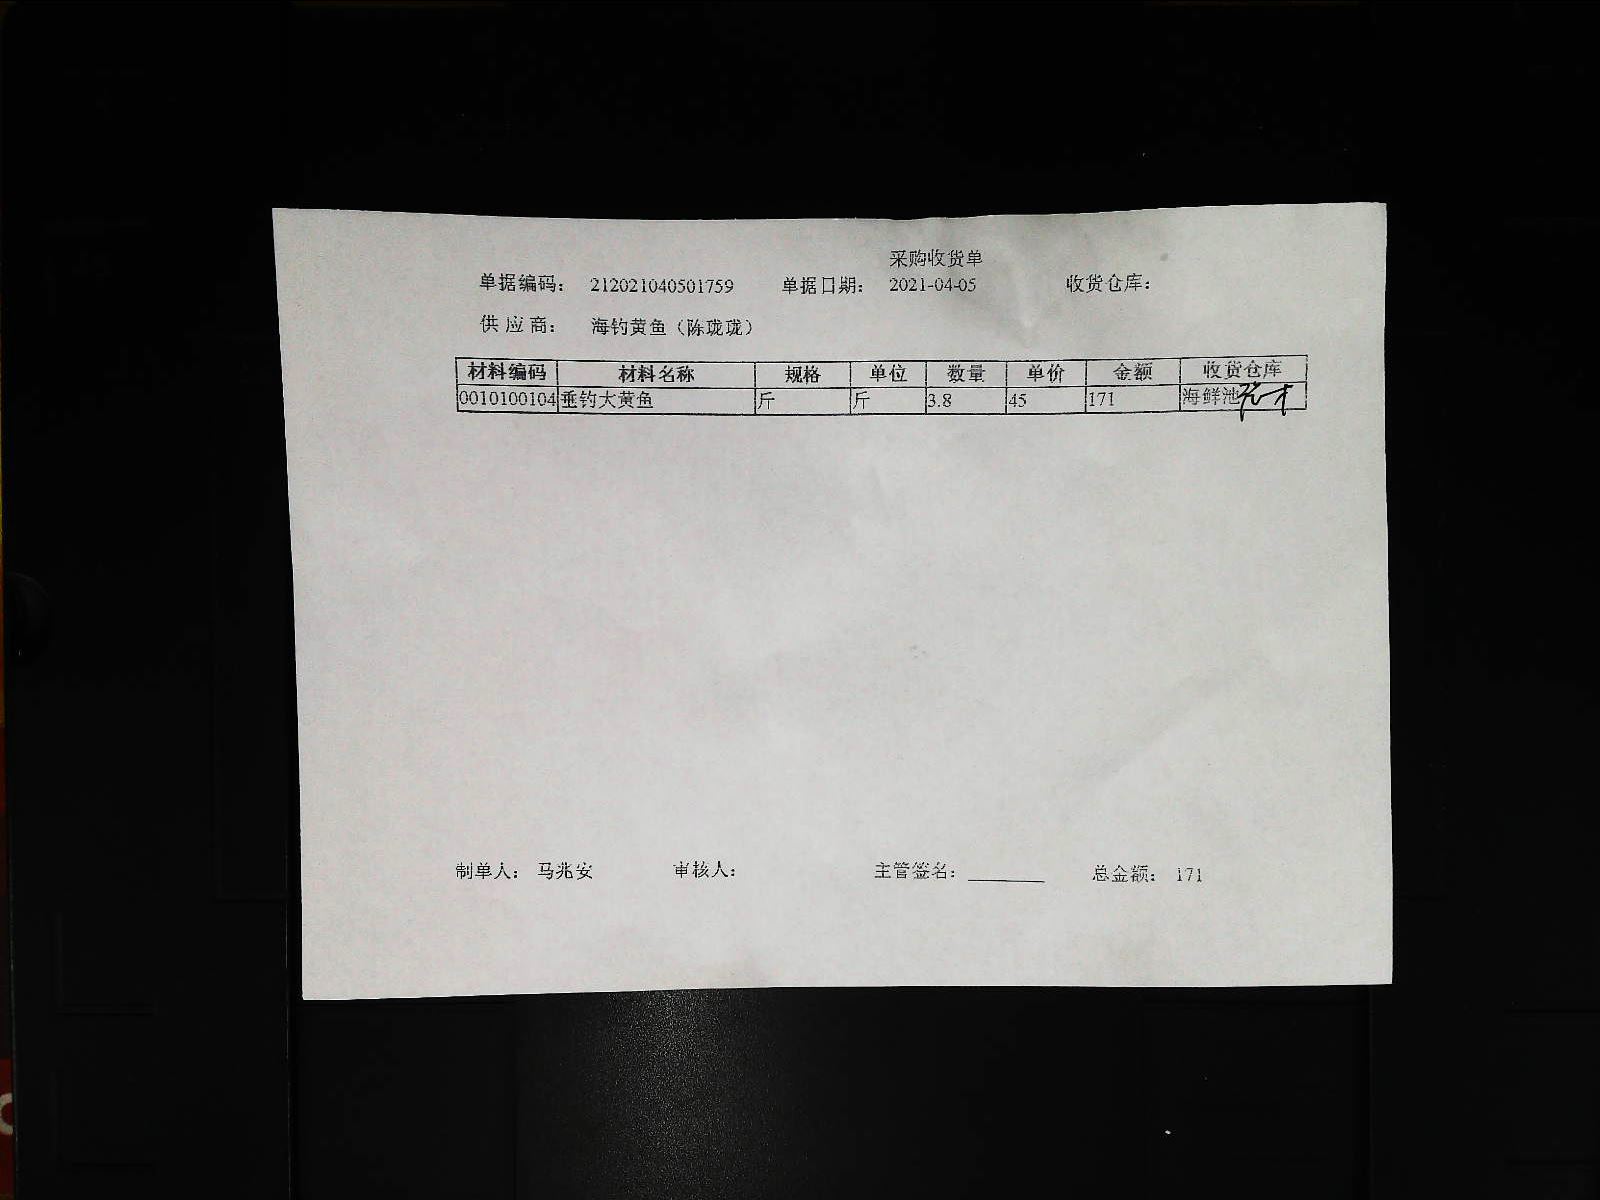 采购收货单
单据编码： 212021040501759 单据日期： 2021-04-05 收货仓库：
供应商： 海钓黄鱼（陈珑珑）
材料编码 材料名称 规格 单位 数量 单价 金额 收货仓库
0010100104 垂钓大黄鱼 斤 斤 3.8 45 171 海鲜池
制单人： 马兆安 审核人： 主管签名： 总金额： 171